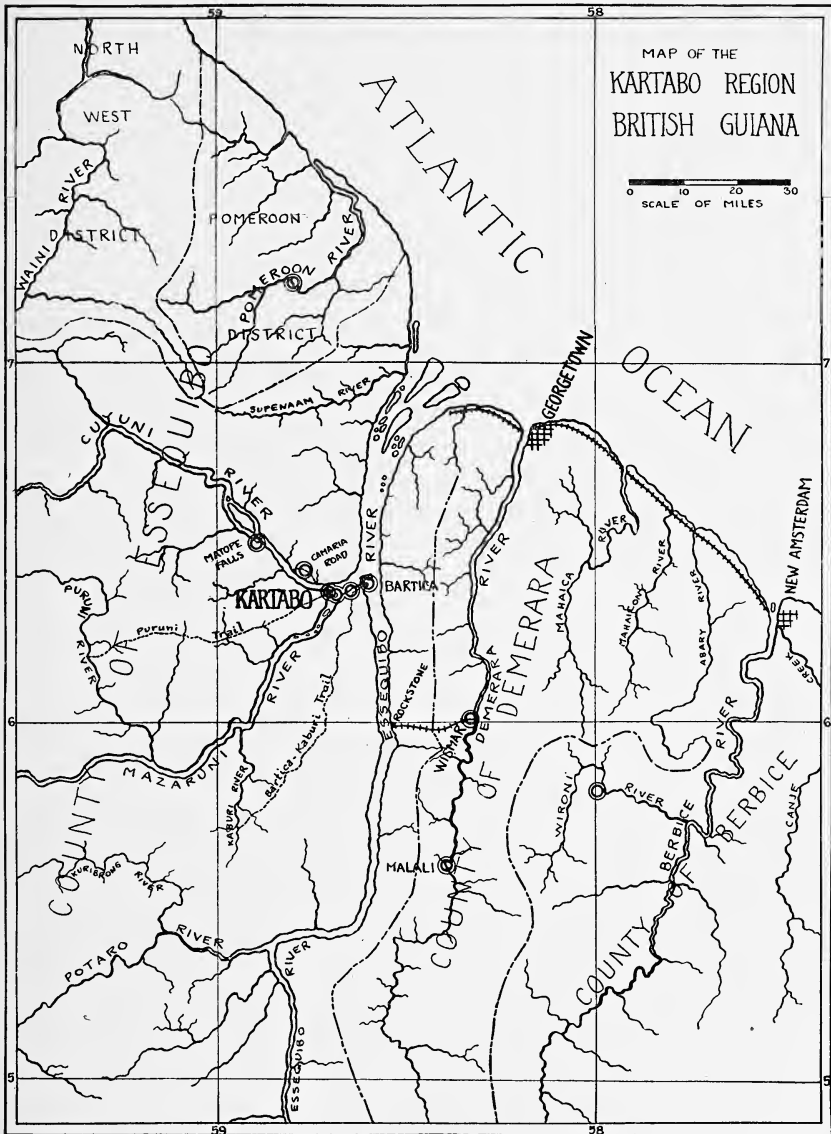 59
58
MAP OF THE
KARTABO REGION
BRITISH GUIANA
0 10 20 30
SCALE OF MILES
ATLANTIC
OCEAN
NORTH
WEST
DISTRICT
WAINI RIVER
POMEROON
DISTRICT
POMEROON RIVER
7
7
SUPENAAM RIVER
GEORGETOWN
NEW AMSTERDAM
CUYUNI RIVER
COUNTY OF ESSEQUIBO
MATOPE
FALLS
CAMARIA
ROAD
KARTABO
BARTICA
RIVER
ESSEQUIBO
PURUNI
RIVER
Puruni Trail
MAZARUNI RIVER
Bartica-Kaburi-Trail
KABURI RIVER
ROCKSTONE
WISMAR
DEMERARA RIVER
COUNTY OF DEMERARA
MAHAICA RIVER
MAHAICONY RIVER
ABARY RIVER
CANJE CREEK
6
6
WIRONI RIVER
BERBICE RIVER
COUNTY OF BERBICE
MALALI
KURIBRONG
RIVER
POTARO RIVER
ESSEQUIBO RIVER
5
5
59
58